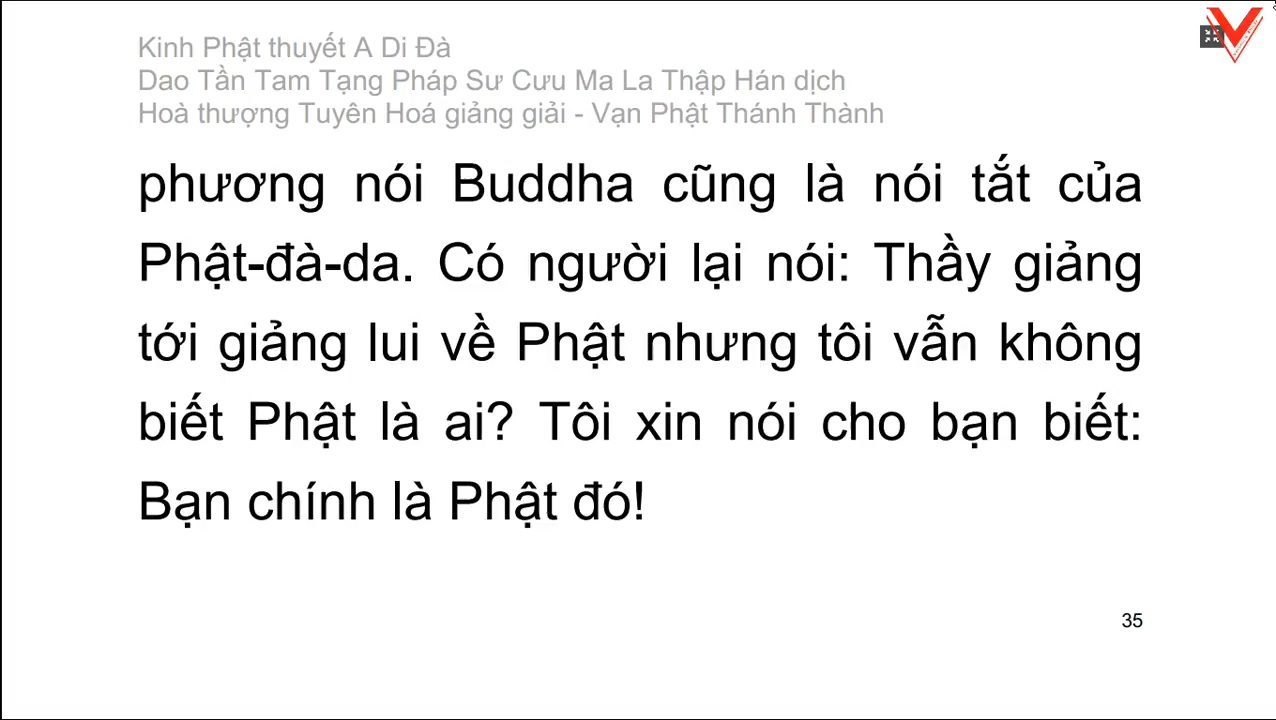 Kinh Phật thuyết A Di Đà
Dao Tần Tam Tạng Pháp Sư Cưu Ma La Thập Hán dịch
Hoà thượng Tuyên Hoá giảng giải - Vạn Phật Thánh Thành
phương nói Buddha cũng là nói tắt của
Phật-đà-da. Có người lại nói: Thầy giảng
tới giảng lui về Phật nhưng tôi vẫn không
biết Phật là ai? Tôi xin nói cho bạn biết:
Bạn chính là Phật đó!
35